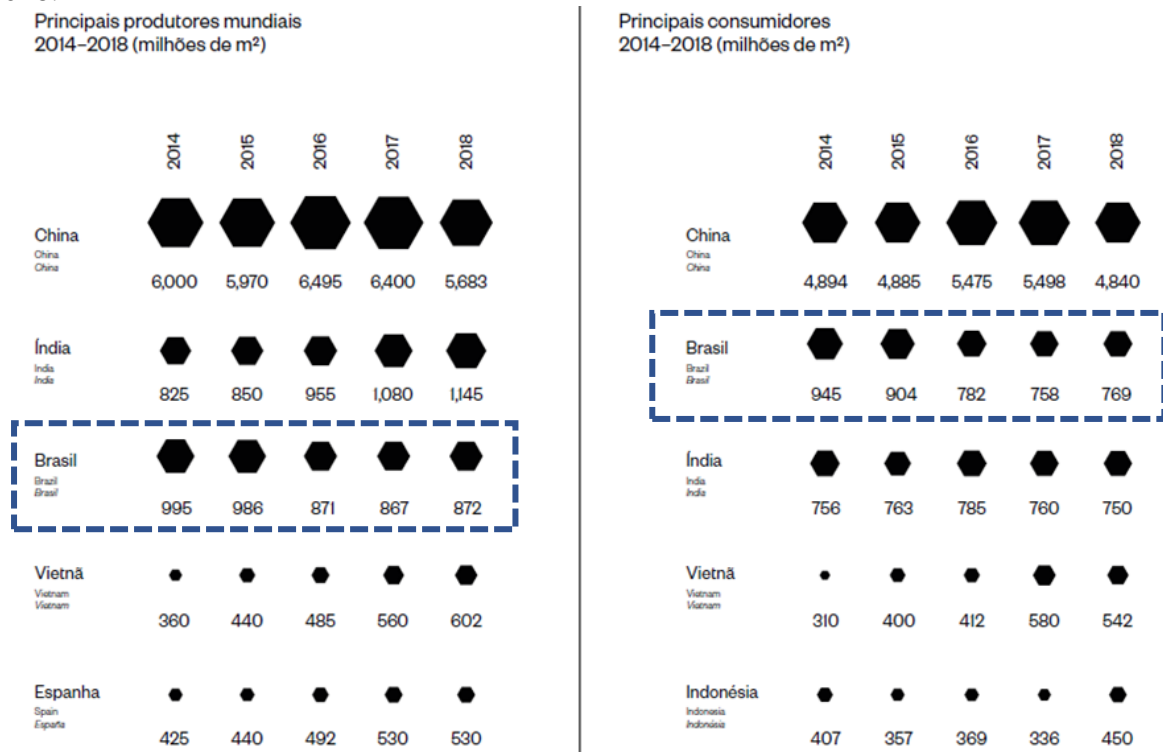 Principais produtores mundiais
2014–2018 (milhões de m²)
2014 2015 2016 2017 2018
China
China
China
6,000 5,970 6,495 6,400 5,683
Índia
India
India
825 850 955 1,080 1,145
Brasil
Brazil
Brasil
995 986 871 867 872
Vietnã
Vietnam
Vietnam
360 440 485 560 602
Espanha
Spain
España
425 440 492 530 530
Principais consumidores
2014–2018 (milhões de m²)
2014 2015 2016 2017 2018
China
China
China
4,894 4,885 5,475 5,498 4,840
Brasil
Brazil
Brasil
945 904 782 758 769
Índia
India
India
756 763 785 760 750
Vietnã
Vietnam
Vietnam
310 400 412 580 542
Indonésia
Indonesia
Indonésia
407 357 369 336 450